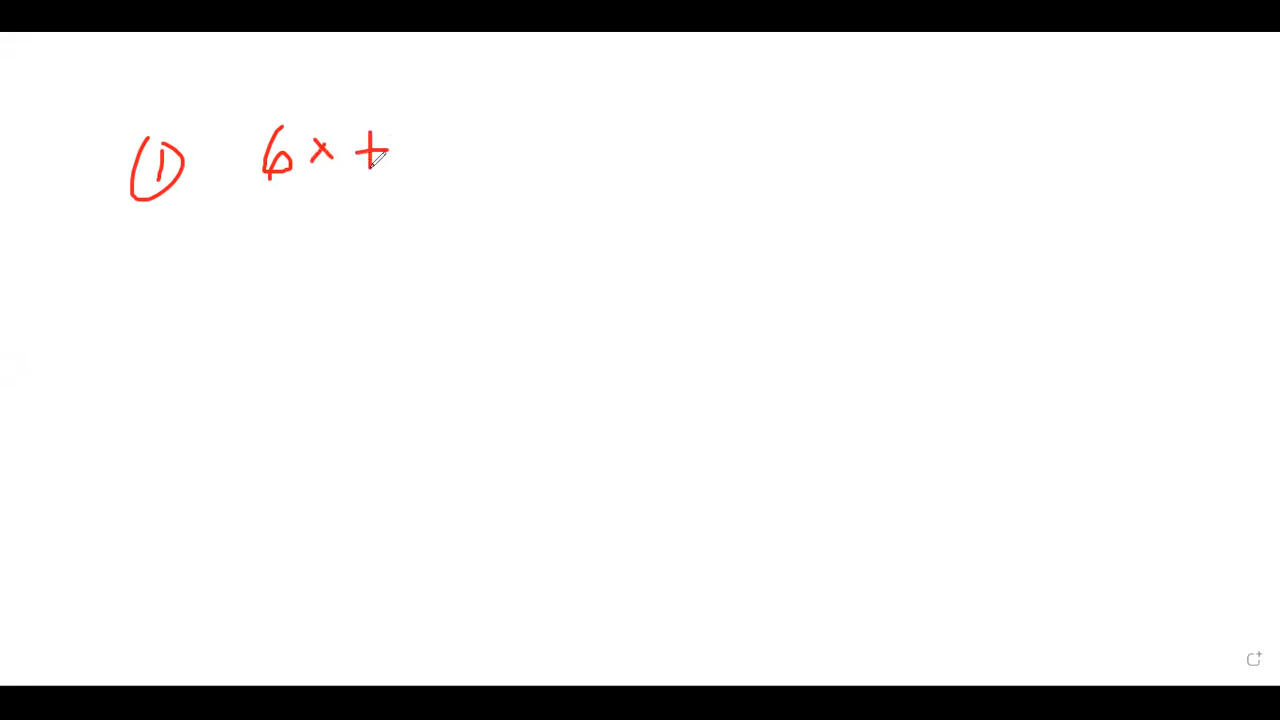 ① 6x +